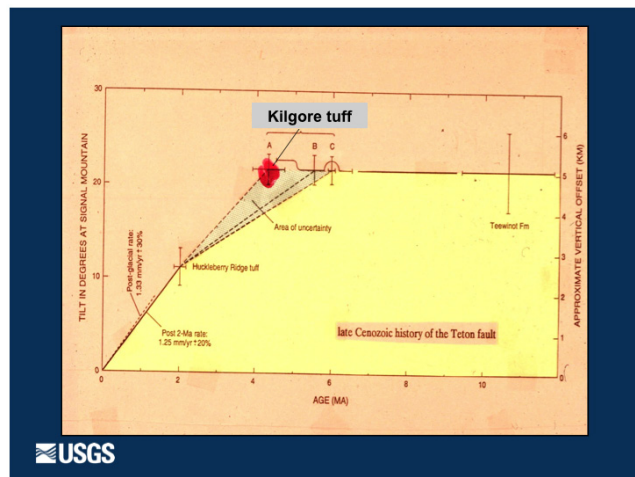 Kilgore tuff
30
20
10
0
TILT IN DEGREES AT SIGNAL MOUNTAIN
A B C
Area of uncertainty
Teewinot Fm
Huckleberry Ridge tuff
Post-glacial rate:
1.33 mm/yr ±30%
Post 2-Ma rate:
1.25 mm/yr ±20%
late Cenozoic history of the Teton fault
6
5
4
3
2
1
0
APPROXIMATE VERTICAL OFFSET (KM)
0 2 4 6 8 10
AGE (MA)
USGS